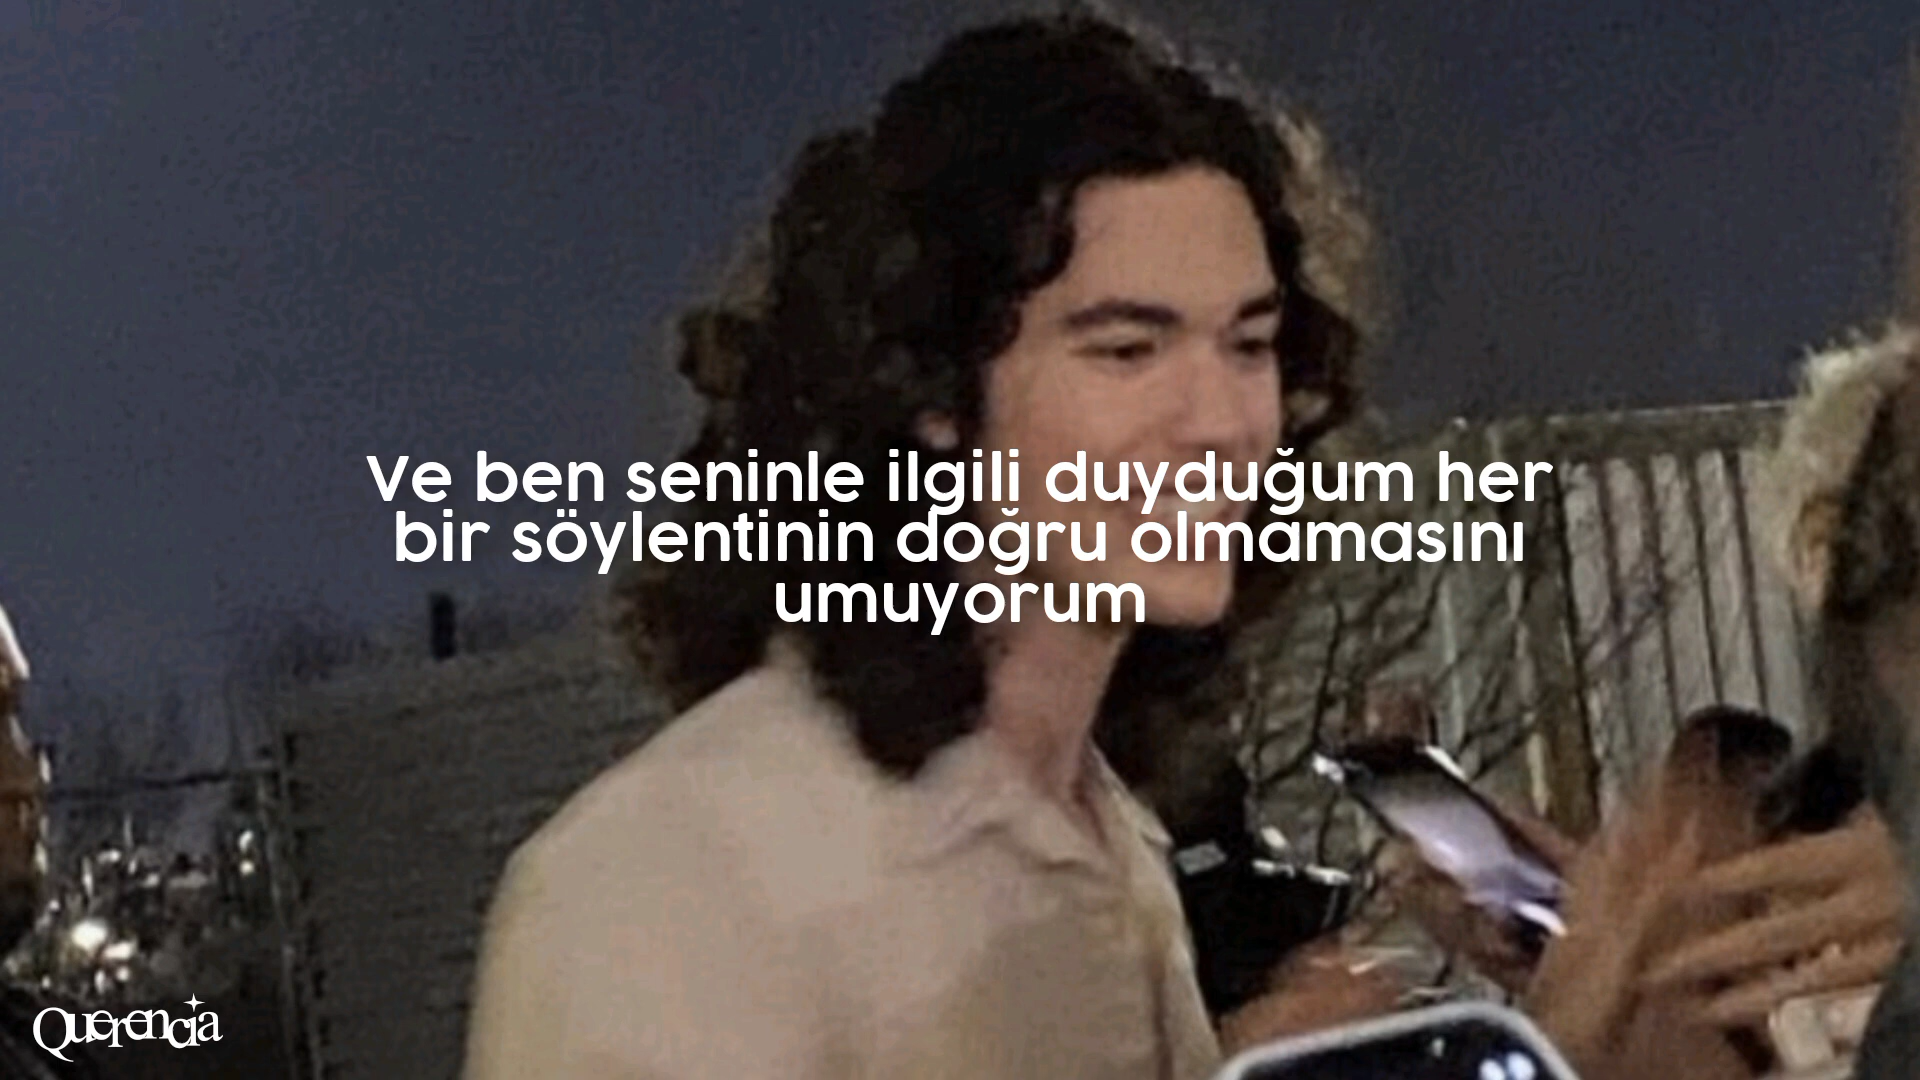 Ve ben seninle ilgili duyduğum her
bir söylentinin doğru olmamasını
umuyorum
Querencia